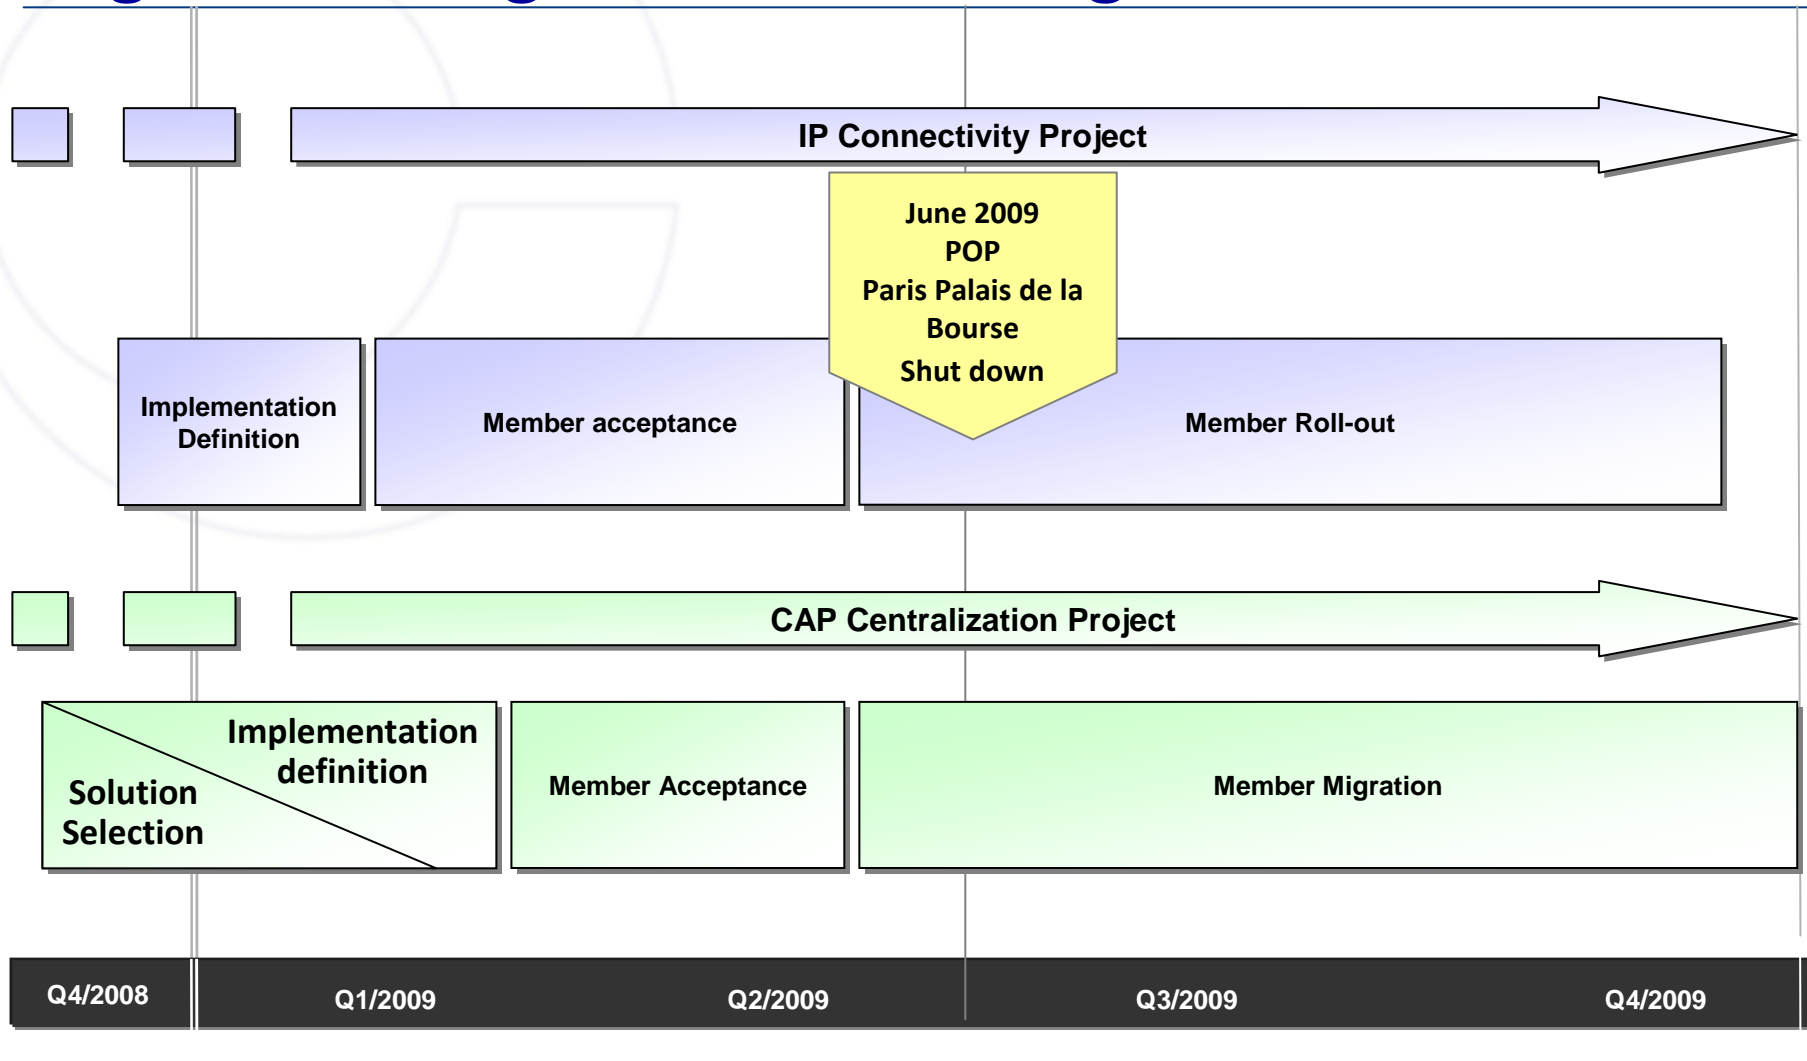 IP Connectivity Project
June 2009
POP
Paris Palais de la
Bourse
Shut down
Implementation
Definition
Member acceptance
Member Roll-out
CAP Centralization Project
Implementation
definition
Solution
Selection
Member Acceptance
Member Migration
Q4/2008
Q1/2009
Q2/2009
Q3/2009
Q4/2009